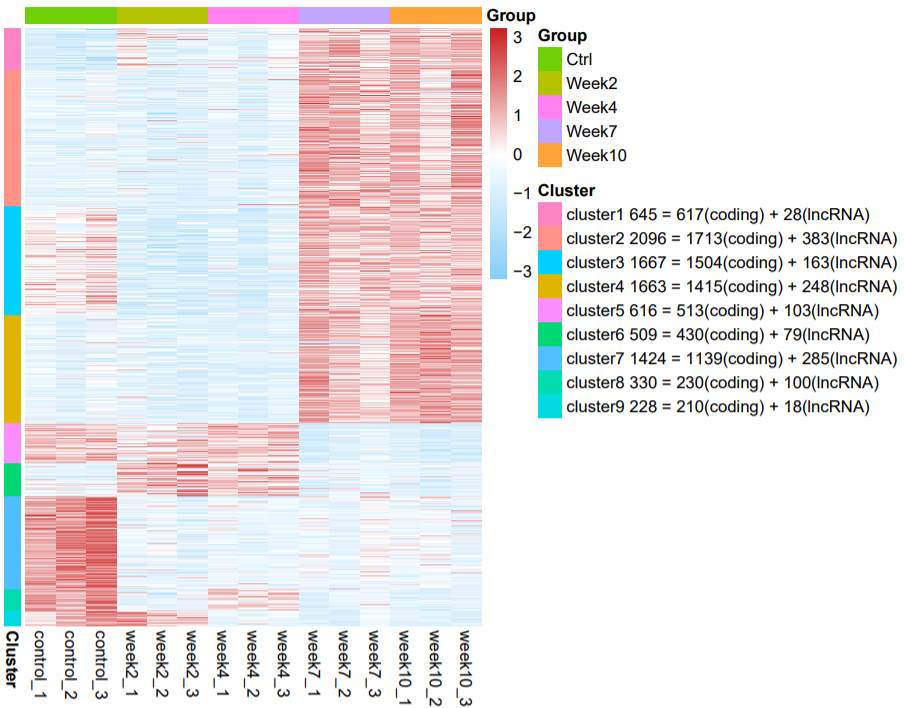 Group
3
2
1
0
−1
−2
−3
Group
Ctrl
Week2
Week4
Week7
Week10
Cluster
cluster1 645 = 617(coding) + 28(lncRNA)
cluster2 2096 = 1713(coding) + 383(lncRNA)
cluster3 1667 = 1504(coding) + 163(lncRNA)
cluster4 1663 = 1415(coding) + 248(lncRNA)
cluster5 616 = 513(coding) + 103(lncRNA)
cluster6 509 = 430(coding) + 79(lncRNA)
cluster7 1424 = 1139(coding) + 285(lncRNA)
cluster8 330 = 230(coding) + 100(lncRNA)
cluster9 228 = 210(coding) + 18(lncRNA)
Cluster
control_1
control_2
control_3
week2_1
week2_2
week2_3
week4_1
week4_2
week4_3
week7_1
week7_2
week7_3
week10_1
week10_2
week10_3